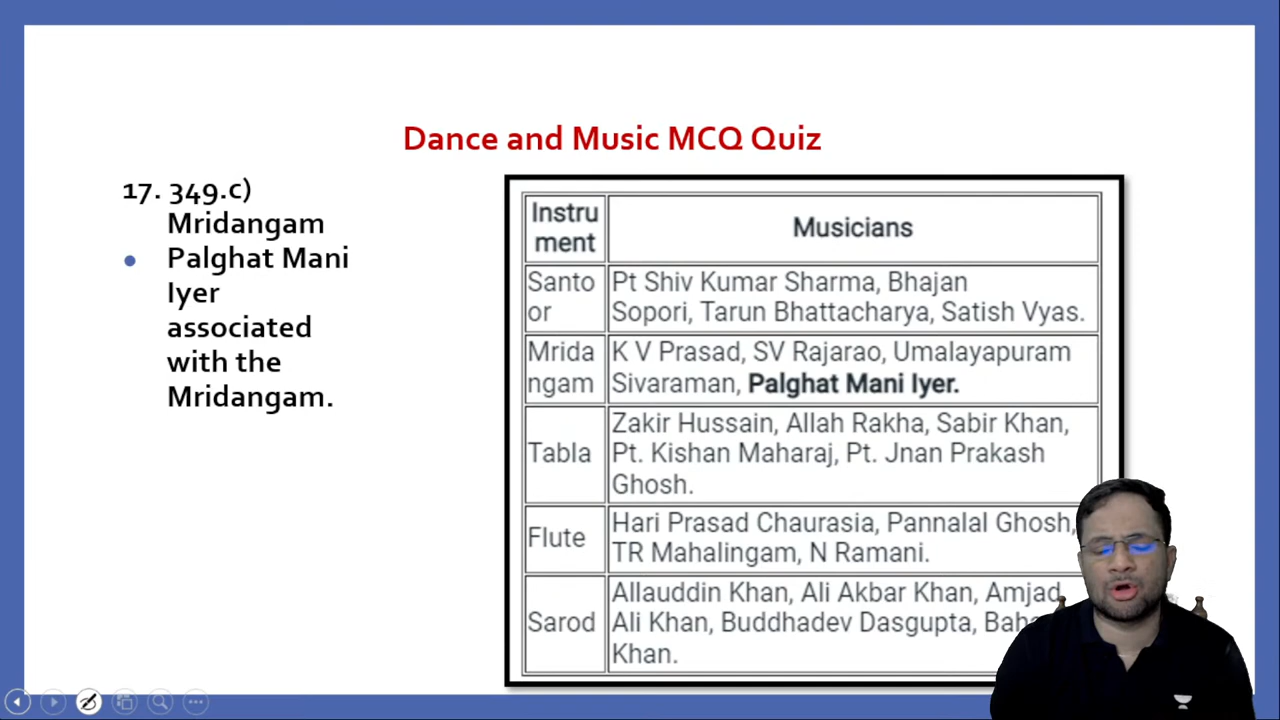 Dance and Music MCQ Quiz
17. 349.c)
Mridangam
Palghat Mani
Iyer
associated
with the
Mridangam.
Instru
ment
Musicians
Santo
or
Pt Shiv Kumar Sharma, Bhajan
Sopori, Tarun Bhattacharya, Satish Vyas.
Mrida
ngam
K V Prasad, SV Rajarao, Umalayapuram
Sivaraman, Palghat Mani Iyer.
Tabla
Zakir Hussain, Allah Rakha, Sabir Khan,
Pt. Kishan Maharaj, Pt. Jnan Prakash
Ghosh.
Flute
Hari Prasad Chaurasia, Pannalal Ghosh,
TR Mahalingam, N Ramani.
Sarod
Allauddin Khan, Ali Akbar Khan, Amjad
Ali Khan, Buddhadev Dasgupta,
Khan.